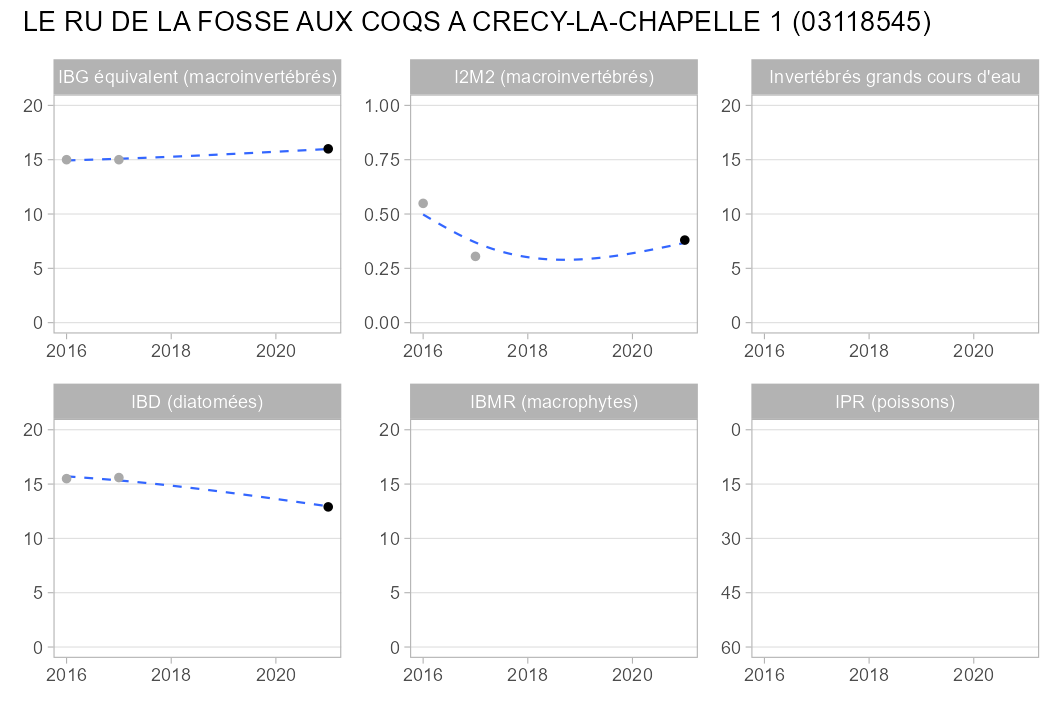 LE RU DE LA FOSSE AUX COQS A CRECY-LA-CHAPELLE 1 (03118545)
IBG équivalent (macroinvertébrés)
20
15
10
5
0
2016 2018 2020
I2M2 (macroinvertébrés)
1.00
0.75
0.50
0.25
0.00
2016 2018 2020
Invertébrés grands cours d'eau
20
15
10
5
0
2016 2018 2020
IBD (diatomées)
20
15
10
5
0
2016 2018 2020
IBMR (macrophytes)
20
15
10
5
0
2016 2018 2020
IPR (poissons)
0
15
30
45
60
2016 2018 2020